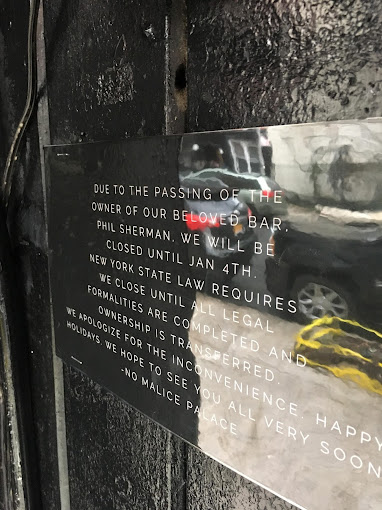 DUE TO THE PASSING OF THE
OWNER OF OUR BELOVED BAR,
PHIL SHERMAN, WE WILL BE
CLOSED UNTIL JAN 4TH.
NEW YORK STATE LAW REQUIRES
WE CLOSE UNTIL ALL LEGAL
FORMALITIES ARE COMPLETED AND
OWNERSHIP IS TRANSFERRED.
WE APOLOGIZE FOR THE INCONVENIENCE. HAPPY
HOLIDAYS, WE HOPE TO SEE YOU ALL VERY SOON
-NO MALICE PALACE